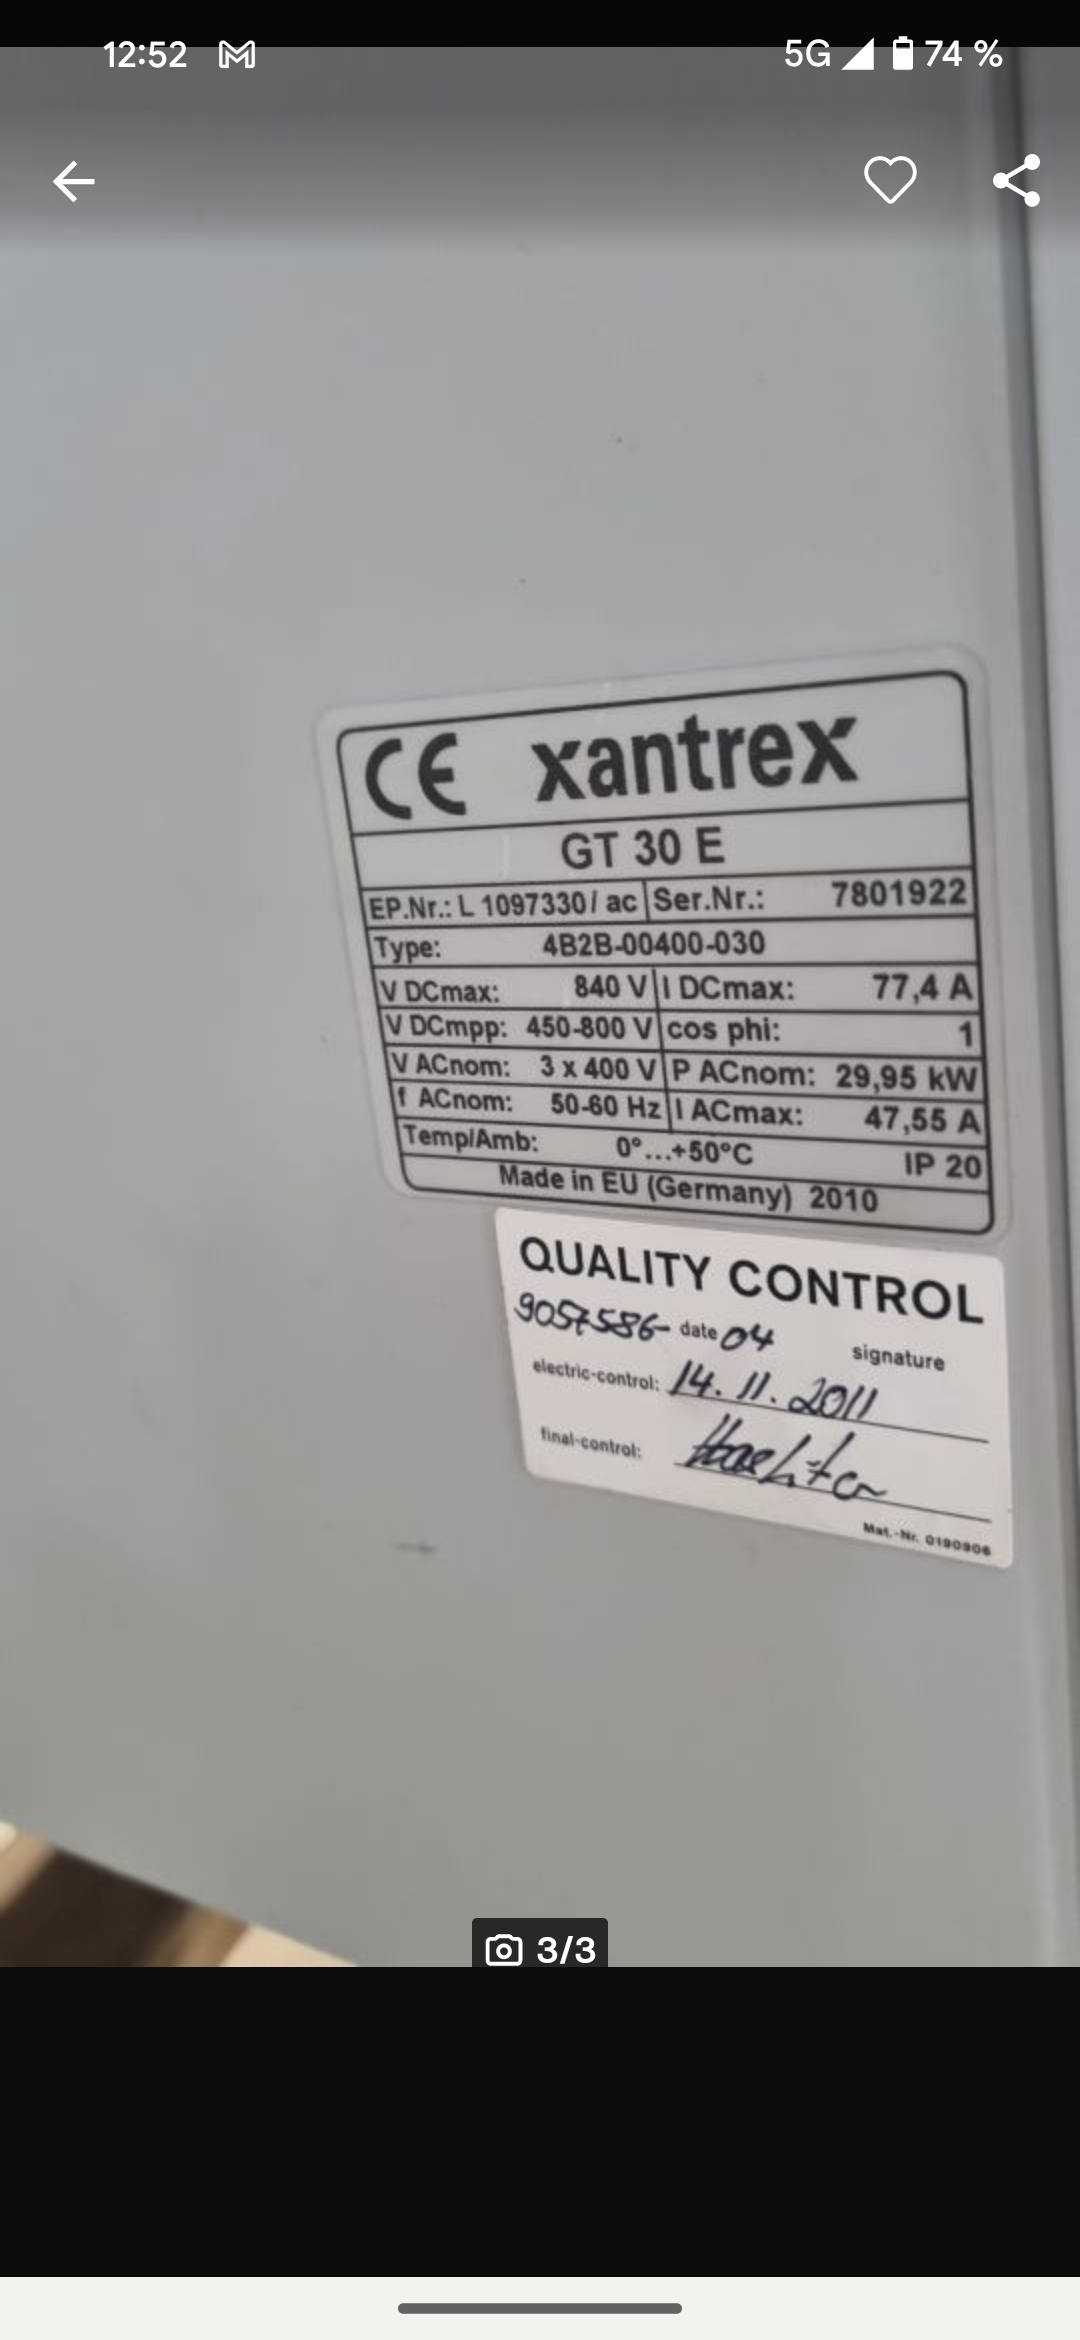 12:52 5G 74 %
CE xantrex
GT 30 E
EP.Nr.: L 1097330/ ac Ser.Nr.: 7801922
Type: 4B2B-00400-030
V DCmax: 840 V I DCmax: 77,4 A
V DCmpp: 450-800 V cos phi: 1
V ACnom: 3 x 400 V P ACnom: 29,95 kW
f ACnom: 50-60 Hz I ACmax: 47,55 A
Temp/Amb: 0°...+50°C IP 20
Made in EU (Germany) 2010
QUALITY CONTROL
9057586- date 04 signature
electric-control: 14.11.2011
final-control:
Mat.-Nr. 0190906
3/3